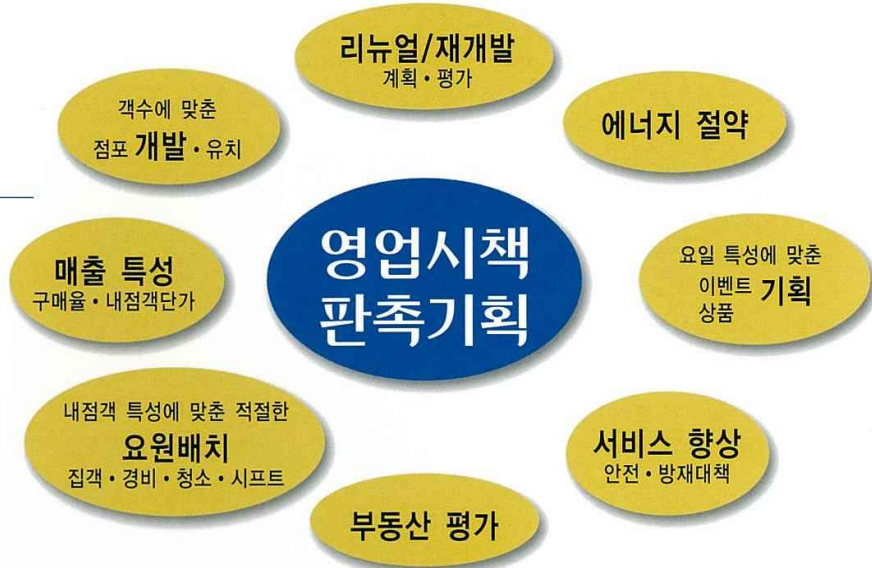 리뉴얼/재개발
계획・평가
객수에 맞춘
점포 개발・유치
에너지 절약
영업시책
판촉기획
매출 특성
구매율・내점객단가
요일 특성에 맞춘
이벤트 기획
상품
내점객 특성에 맞춘 적절한
요원배치
집객・경비・청소・시프트
서비스 향상
안전・방재대책
부동산 평가